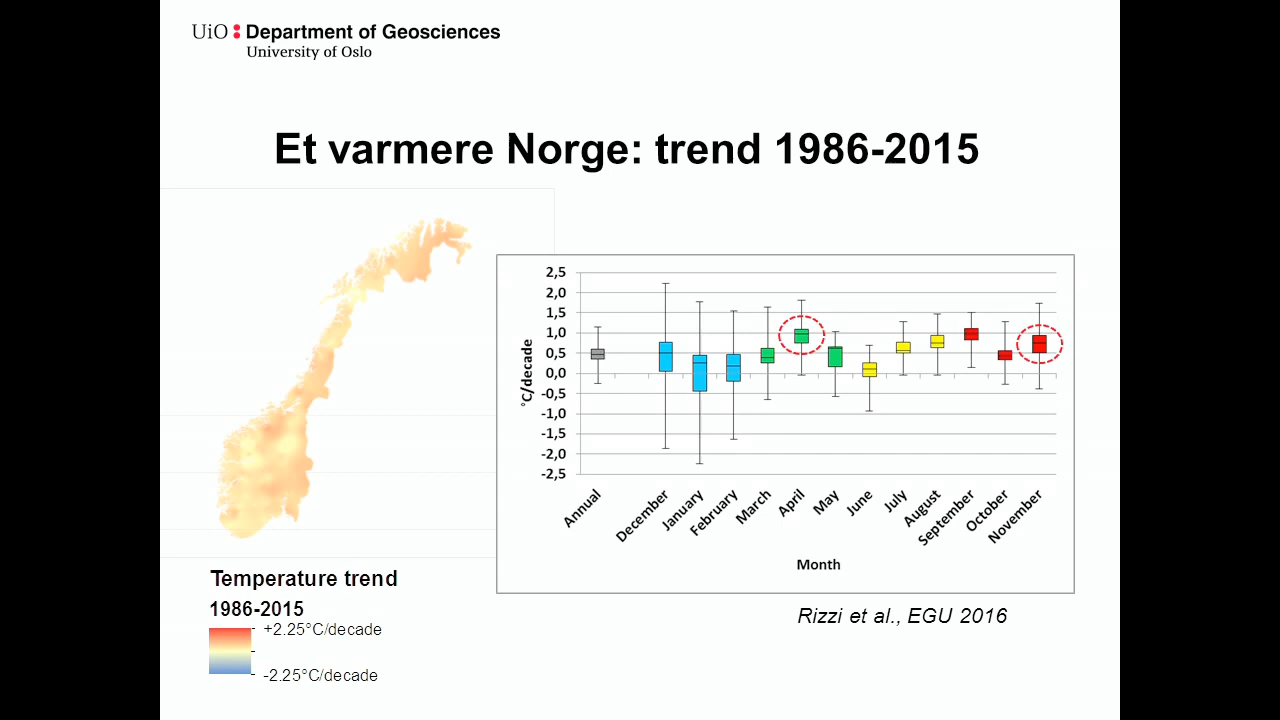 UiO : Department of Geosciences
University of Oslo
Et varmere Norge: trend 1986-2015
2,5
2,0
1,5
1,0
0,5
0,0
-0,5
-1,0
-1,5
-2,0
-2,5
°C/decade
Annual
December
January
February
March
April
May
June
July
August
September
October
November
Month
Temperature trend
1986-2015
+2.25°C/decade
-2.25°C/decade
Rizzi et al., EGU 2016